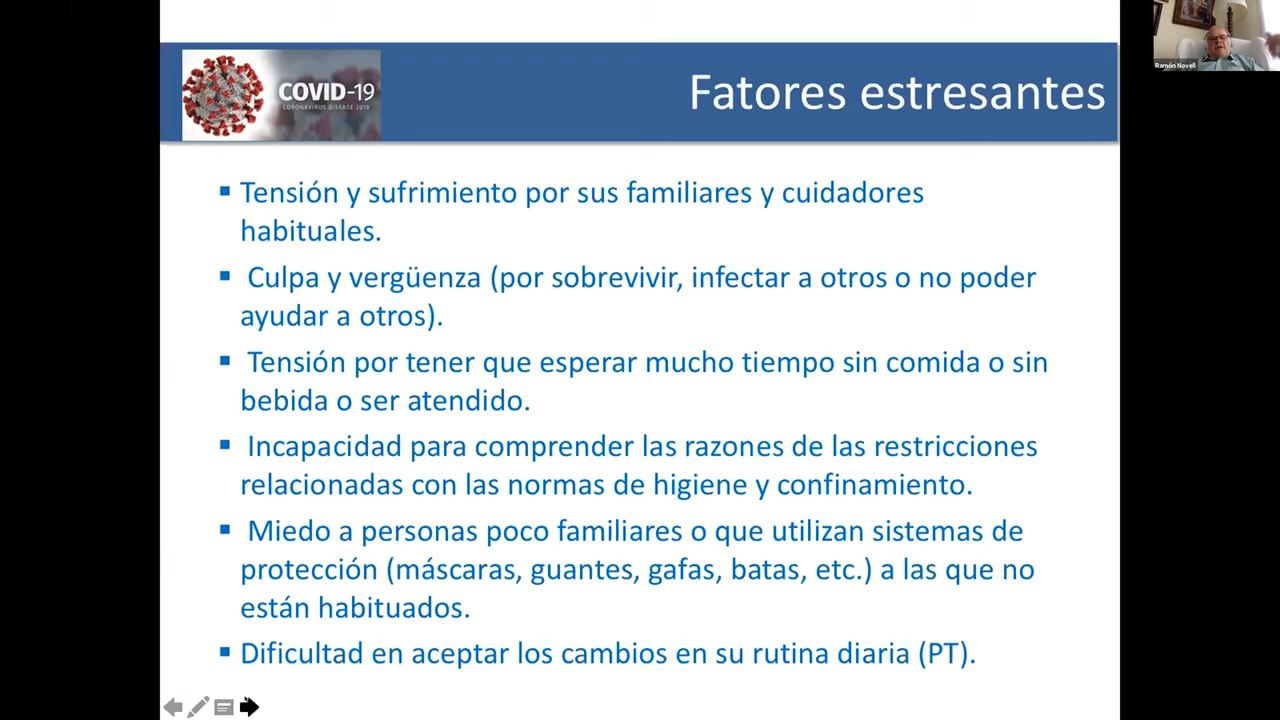 COVID-19
CORONAVIRUS DISEASE 2019
Fatores estresantes
Ramón Novell
▪ Tensión y sufrimiento por sus familiares y cuidadores
habituales.
▪ Culpa y vergüenza (por sobrevivir, infectar a otros o no poder
ayudar a otros).
▪ Tensión por tener que esperar mucho tiempo sin comida o sin
bebida o ser atendido.
▪ Incapacidad para comprender las razones de las restricciones
relacionadas con las normas de higiene y confinamiento.
▪ Miedo a personas poco familiares o que utilizan sistemas de
protección (máscaras, guantes, gafas, batas, etc.) a las que no
están habituados.
▪ Dificultad en aceptar los cambios en su rutina diaria (PT).